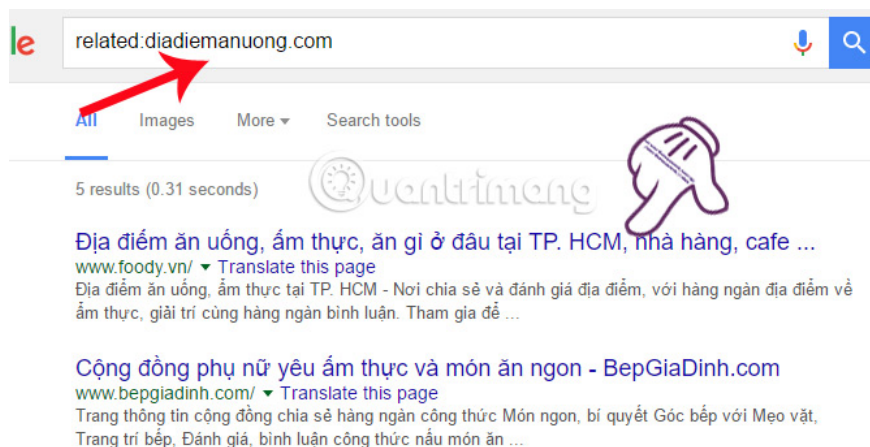 le
related:diadiemanuong.com
All Images More Search tools
5 results (0.31 seconds)
Quantrimang
Địa điểm ăn uống, ẩm thực, ăn gì ở đâu tại TP. HCM, nhà hàng, cafe ...
www.foody.vn/ Translate this page
Địa điểm ăn uống, ẩm thực tại TP. HCM - Nơi chia sẻ và đánh giá địa điểm, với hàng ngàn địa điểm về
ẩm thực, giải trí cùng hàng ngàn bình luận. Tham gia để ...
Cộng đồng phụ nữ yêu ẩm thực và món ăn ngon - BepGiaDinh.com
www.bepgiadinh.com/ Translate this page
Trang thông tin cộng đồng chia sẻ hàng ngàn công thức Món ngon, bí quyết Góc bếp với Mẹo vặt,
Trang trí bếp, Đánh giá, bình luận công thức nấu món ăn ...